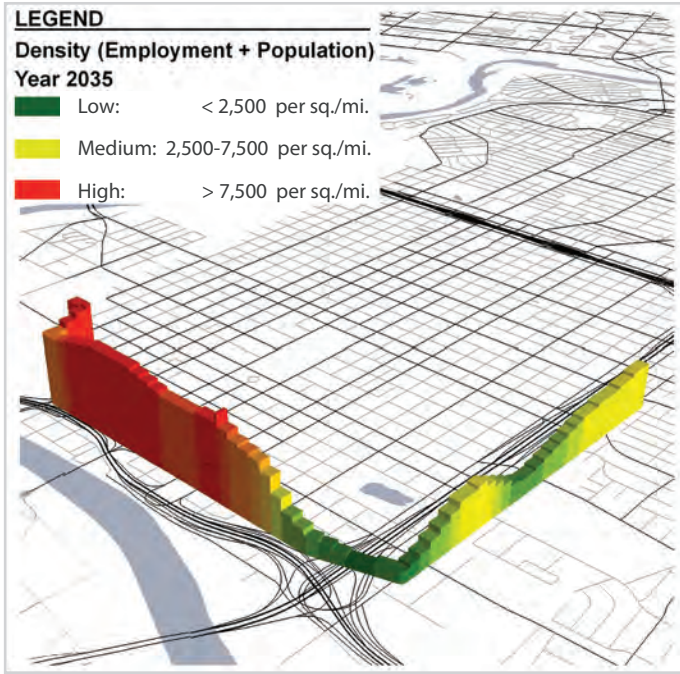 LEGEND
Density (Employment + Population)
Year 2035
Low: < 2,500 per sq./mi.
Medium: 2,500-7,500 per sq./mi.
High: > 7,500 per sq./mi.